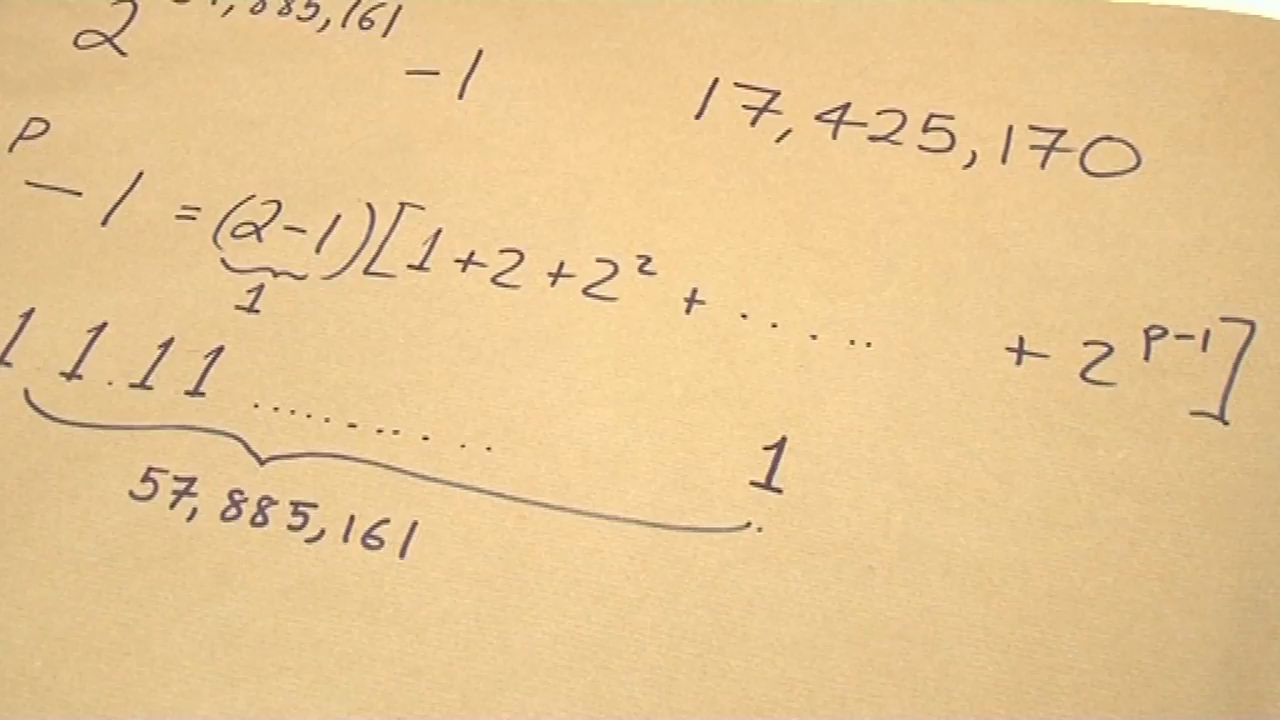 2^57,885,161 - 1
17,425,170
P - 1 = (2-1)[1+2+2² + ..... + 2^{P-1}]
1
1 1 1 1 ........... 1
57,885,161